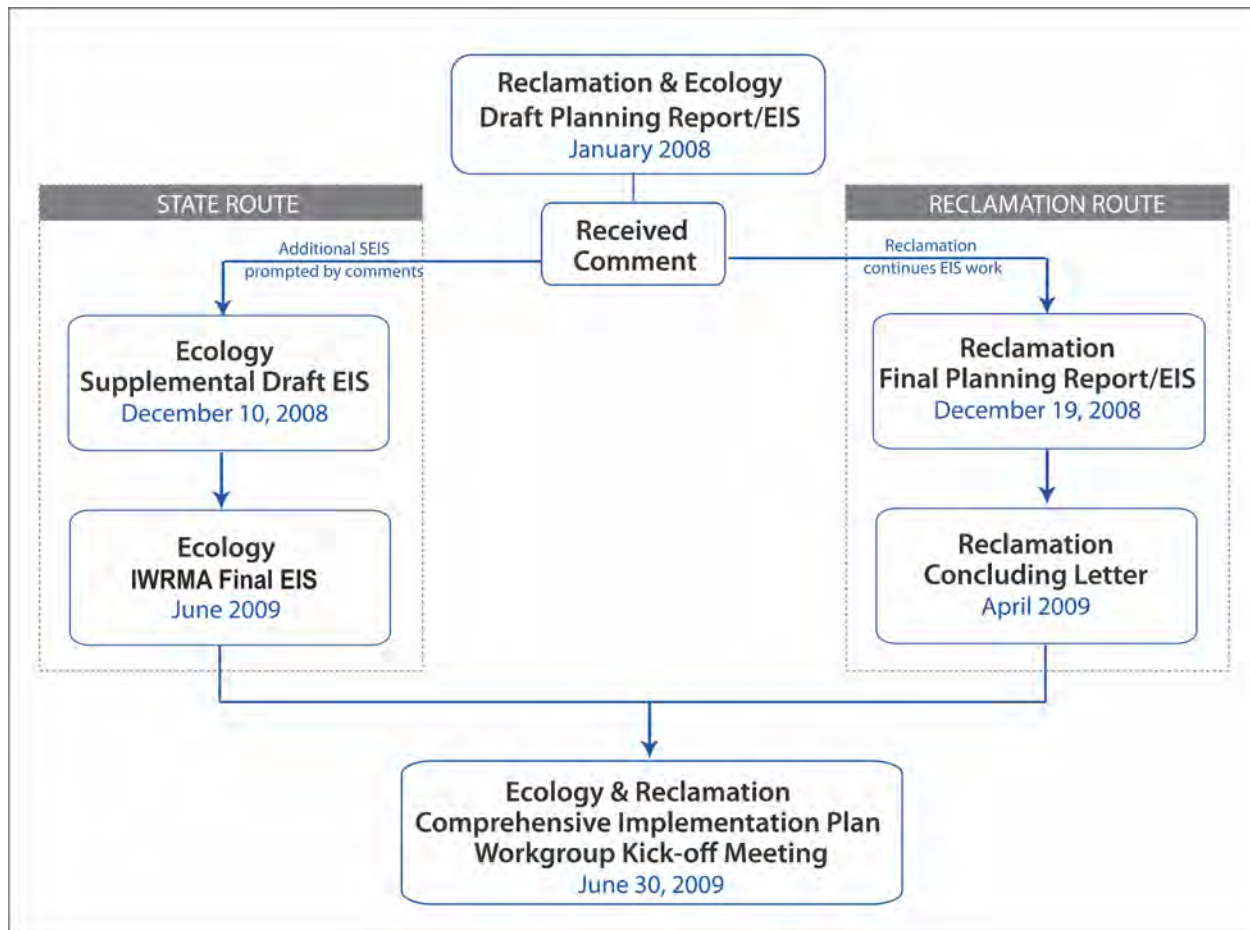 Reclamation & Ecology
Draft Planning Report/EIS
January 2008
STATE ROUTE
RECLAMATION ROUTE
Received
Comment
Additional SEIS
prompted by comments
Reclamation
continues EIS work
Ecology
Supplemental Draft EIS
December 10, 2008
Reclamation
Final Planning Report/EIS
December 19, 2008
Ecology
IWRMA Final EIS
June 2009
Reclamation
Concluding Letter
April 2009
Ecology & Reclamation
Comprehensive Implementation Plan
Workgroup Kick-off Meeting
June 30, 2009